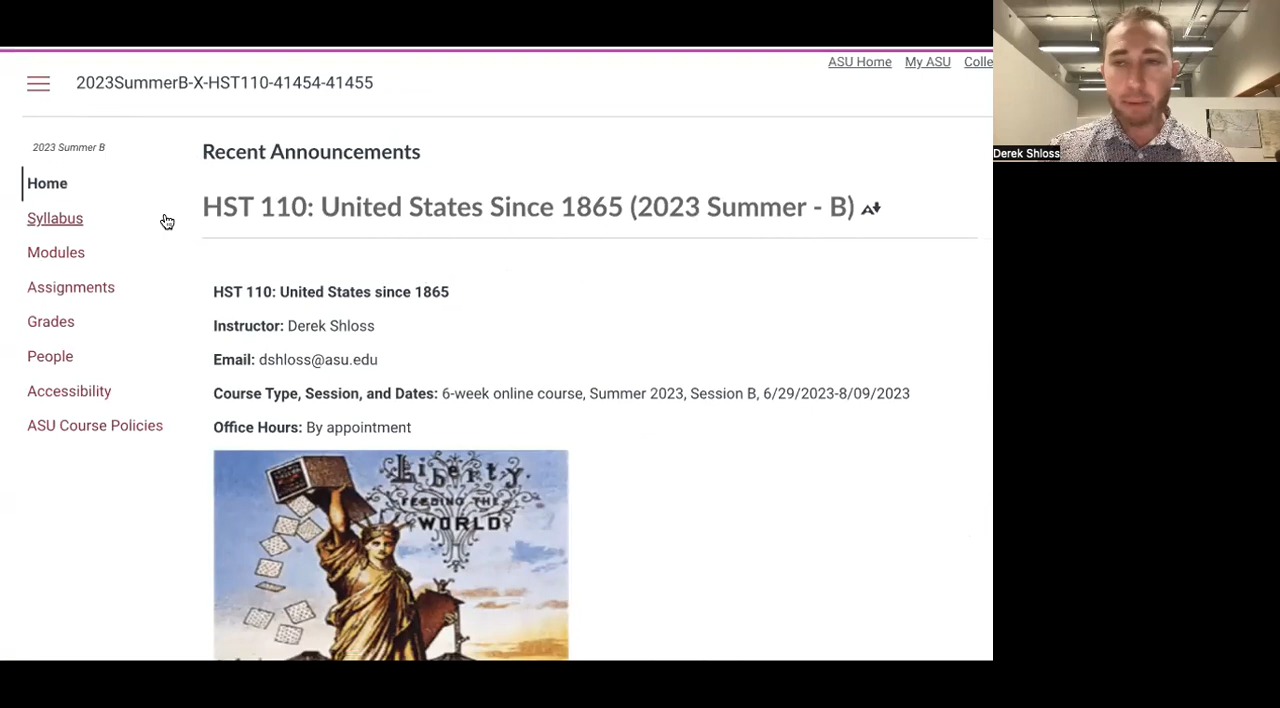 ASU Home My ASU Colle
2023SummerB-X-HST110-41454-41455
Derek Shloss
2023 Summer B
Home
Syllabus
Modules
Assignments
Grades
People
Accessibility
ASU Course Policies
Recent Announcements
HST 110: United States Since 1865 (2023 Summer - B)
HST 110: United States since 1865
Instructor: Derek Shloss
Email: dshloss@asu.edu
Course Type, Session, and Dates: 6-week online course, Summer 2023, Session B, 6/29/2023-8/09/2023
Office Hours: By appointment
Liberty
FEEDING THE
WORLD